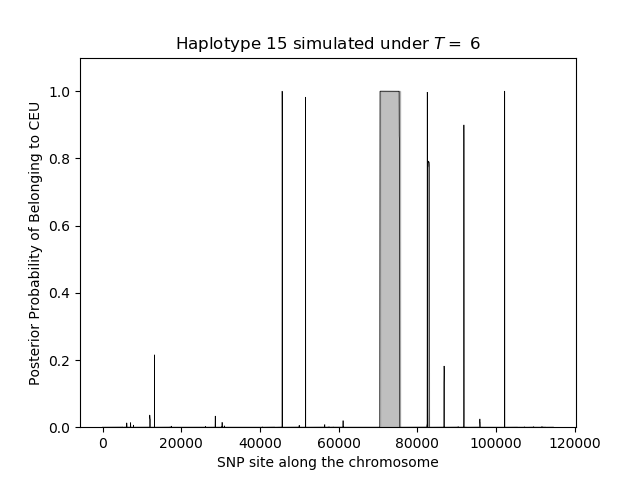 Haplotype 15 simulated under T = 6
Posterior Probability of Belonging to CEU
1.0
0.8
0.6
0.4
0.2
0.0
0 20000 40000 60000 80000 100000 120000
SNP site along the chromosome